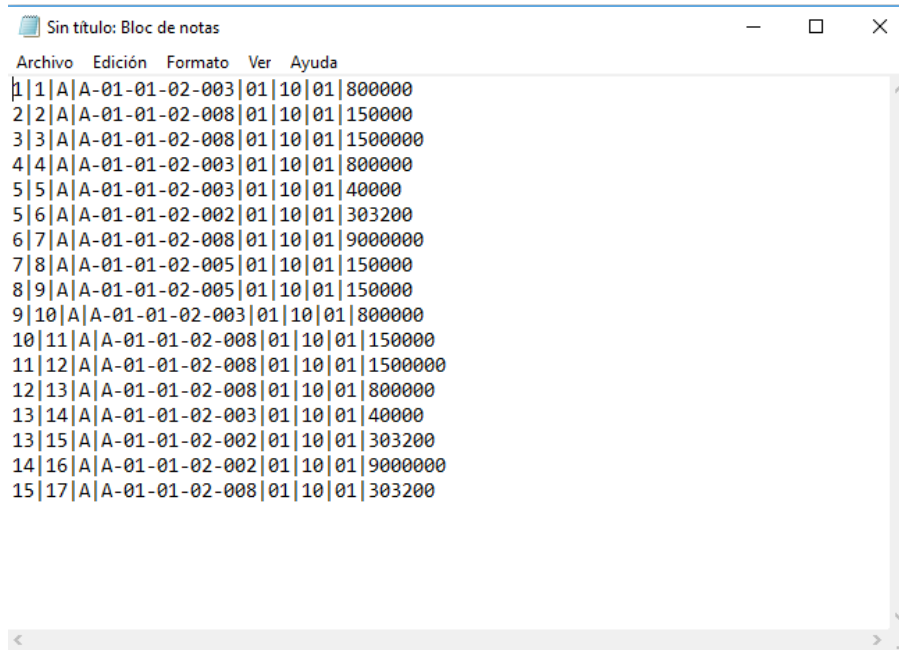 Sin título: Bloc de notas
Archivo Edición Formato Ver Ayuda
1|1|A|A-01-01-02-003|01|10|01|800000
2|2|A|A-01-01-02-008|01|10|01|150000
3|3|A|A-01-01-02-008|01|10|01|1500000
4|4|A|A-01-01-02-003|01|10|01|800000
5|5|A|A-01-01-02-003|01|10|01|40000
5|6|A|A-01-01-02-002|01|10|01|303200
6|7|A|A-01-01-02-008|01|10|01|9000000
7|8|A|A-01-01-02-005|01|10|01|150000
8|9|A|A-01-01-02-005|01|10|01|150000
9|10|A|A-01-01-02-003|01|10|01|800000
10|11|A|A-01-01-02-008|01|10|01|150000
11|12|A|A-01-01-02-008|01|10|01|1500000
12|13|A|A-01-01-02-008|01|10|01|800000
13|14|A|A-01-01-02-003|01|10|01|40000
13|15|A|A-01-01-02-002|01|10|01|303200
14|16|A|A-01-01-02-002|01|10|01|9000000
15|17|A|A-01-01-02-008|01|10|01|303200